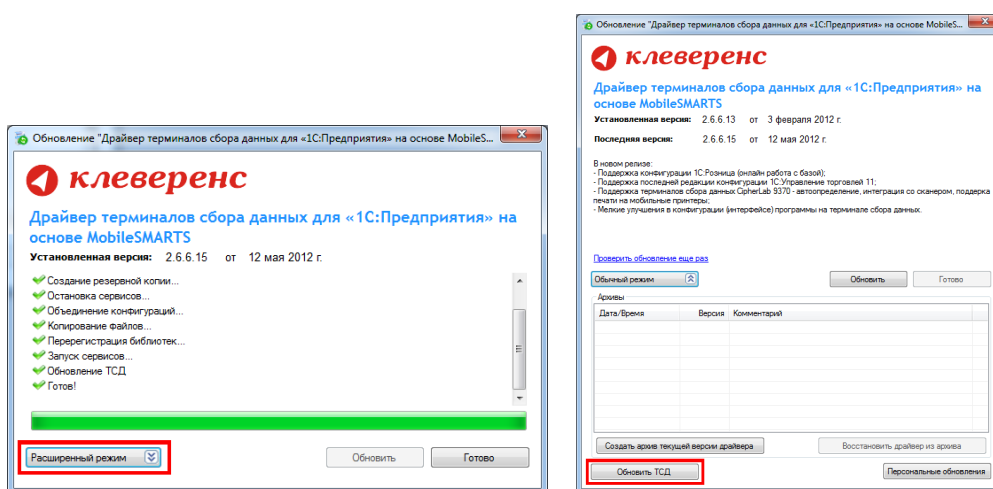 Обновление "Драйвер терминалов сбора данных для «1С:Предприятия» на основе MobileS...
клеверенс
Драйвер терминалов сбора данных для «1С:Предприятия» на
основе MobileSMARTS
Установленная версия: 2.6.6.15 от 12 мая 2012 г.
Создание резервной копии...
Остановка сервисов...
Объединение конфигураций...
Копирование файлов...
Перерегистрация библиотек...
Запуск сервисов...
Обновление ТСД
Готов!
Расширенный режим
Обновить
Готово
Обновление "Драйвер терминалов сбора данных для «1С:Предприятия» на основе MobileS...
клеверенс
Драйвер терминалов сбора данных для «1С:Предприятия» на
основе MobileSMARTS
Установленная версия: 2.6.6.13 от 3 февраля 2012 г.
Последняя версия: 2.6.6.15 от 12 мая 2012 г.
В новом релизе:
- Поддержка конфигурации 1С:Розница (онлайн работа с базой);
- Поддержка последней редакции конфигурации 1С:Управление торговлей 11;
- Поддержка терминалов сбора данных CipherLab 9370 - автоопределение, интеграция со сканером, поддержка
печати на мобильные принтеры;
- Мелкие улучшения в конфигурации (интерфейсе) программы на терминале сбора данных.
Проверить обновление еще раз
Обычный режим
Обновить
Готово
Архивы
Дата/Время Версия Комментарий
Создать архив текущей версии драйвера
Восстановить драйвер из архива
Обновить ТСД
Персональные обновления